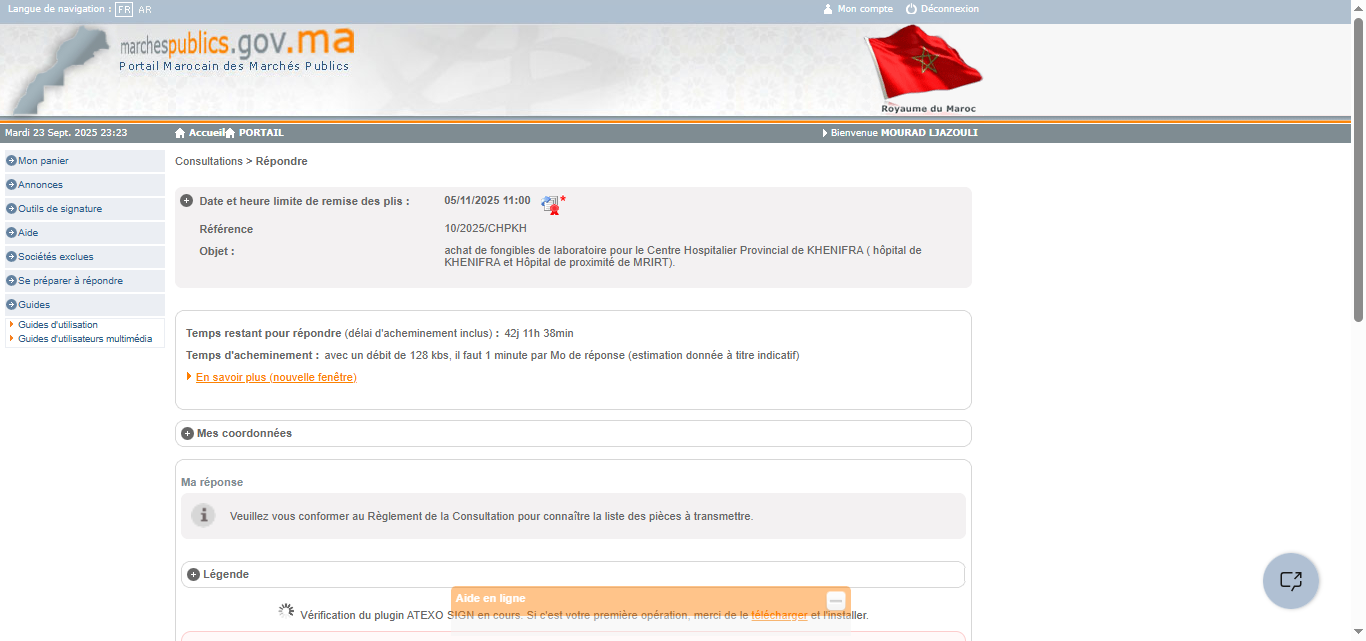 Langue de navigation : FR AR
Mon compte Déconnexion
marchespublics.gov.ma
Portail Marocain des Marchés Publics
Royaume du Maroc
Mardi 23 Sept. 2025 23:23
Accueil PORTAIL
Bienvenue MOURAD LJAZOULI
Mon panier
Annonces
Outils de signature
Aide
Sociétés exclues
Se préparer à répondre
Guides
Guides d'utilisation
Guides d'utilisateurs multimédia
Consultations > Répondre
Date et heure limite de remise des plis : 05/11/2025 11:00 *
Référence 10/2025/CHPKH
Objet : achat de fongibles de laboratoire pour le Centre Hospitalier Provincial de KHENIFRA ( hôpital de
KHENIFRA et Hôpital de proximité de MRIRT).
Temps restant pour répondre (délai d'acheminement inclus) : 42j 11h 38min
Temps d'acheminement : avec un débit de 128 kbs, il faut 1 minute par Mo de réponse (estimation donnée à titre indicatif)
En savoir plus (nouvelle fenêtre)
Mes coordonnées
Ma réponse
Veuillez vous conformer au Règlement de la Consultation pour connaître la liste des pièces à transmettre.
Légende
Aide en ligne
Vérification du plugin ATEXO SIGN en cours. Si c'est votre première opération, merci de le télécharger et l'installer.